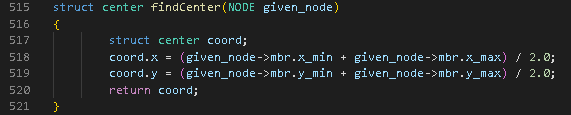 515 struct center findCenter(NODE given_node)
516 {
517 struct center coord;
518 coord.x = (given_node->mbr.x_min + given_node->mbr.x_max) / 2.0;
519 coord.y = (given_node->mbr.y_min + given_node->mbr.y_max) / 2.0;
520 return coord;
521 }